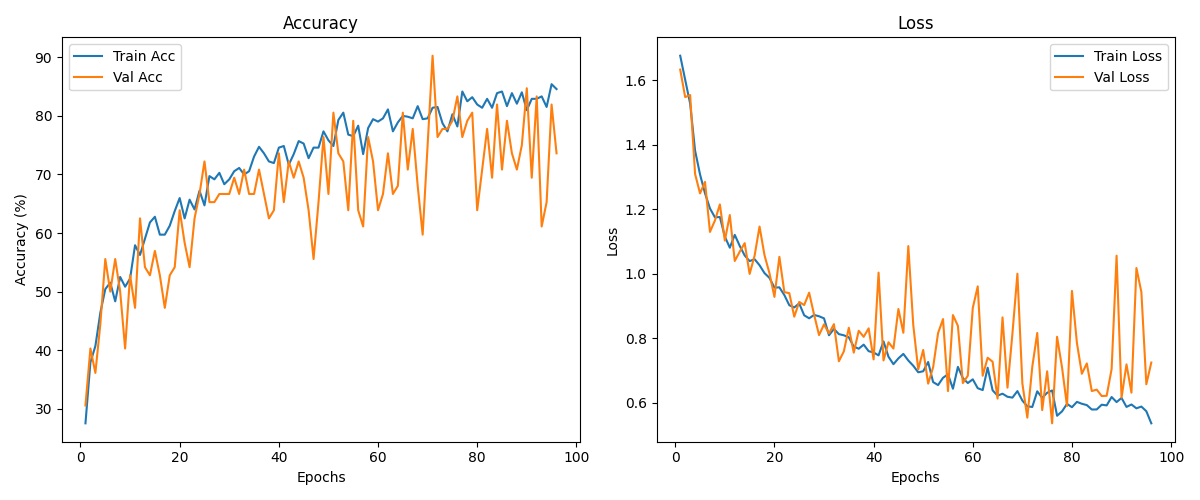 Accuracy
Train Acc
Val Acc
Accuracy (%)
90
80
70
60
50
40
30
0 20 40 60 80 100
Epochs
Loss
Train Loss
Val Loss
Loss
1.6
1.4
1.2
1.0
0.8
0.6
0 20 40 60 80 100
Epochs